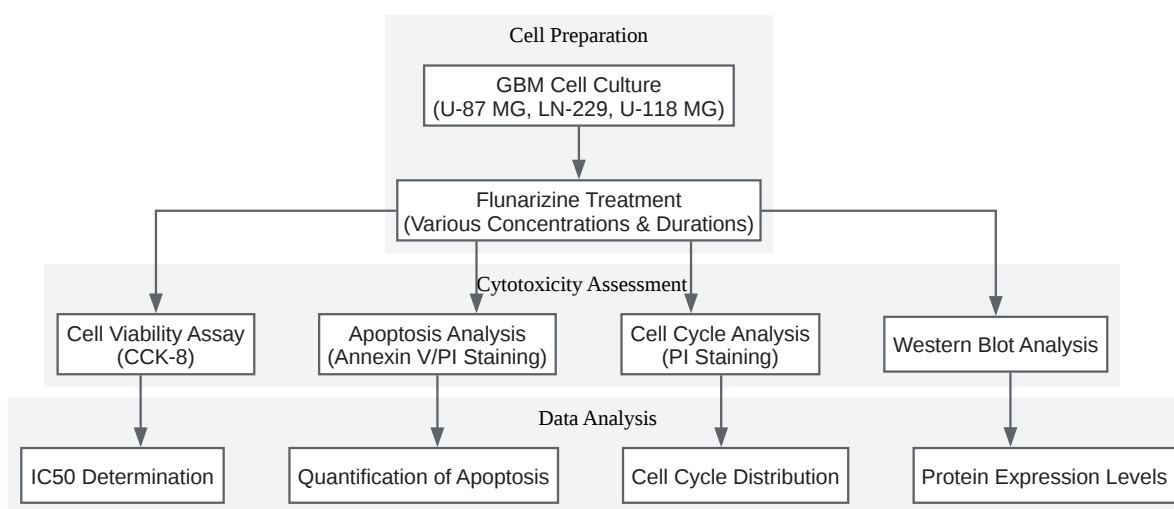 Cell Preparation
GBM Cell Culture
(U-87 MG, LN-229, U-118 MG)
Flunarizine Treatment
(Various Concentrations & Durations)
Cytotoxicity Assessment
Cell Viability Assay
(CCK-8)
Apoptosis Analysis
(Annexin V/PI Staining)
Cell Cycle Analysis
(PI Staining)
Western Blot Analysis
Data Analysis
IC50 Determination
Quantification of Apoptosis
Cell Cycle Distribution
Protein Expression Levels